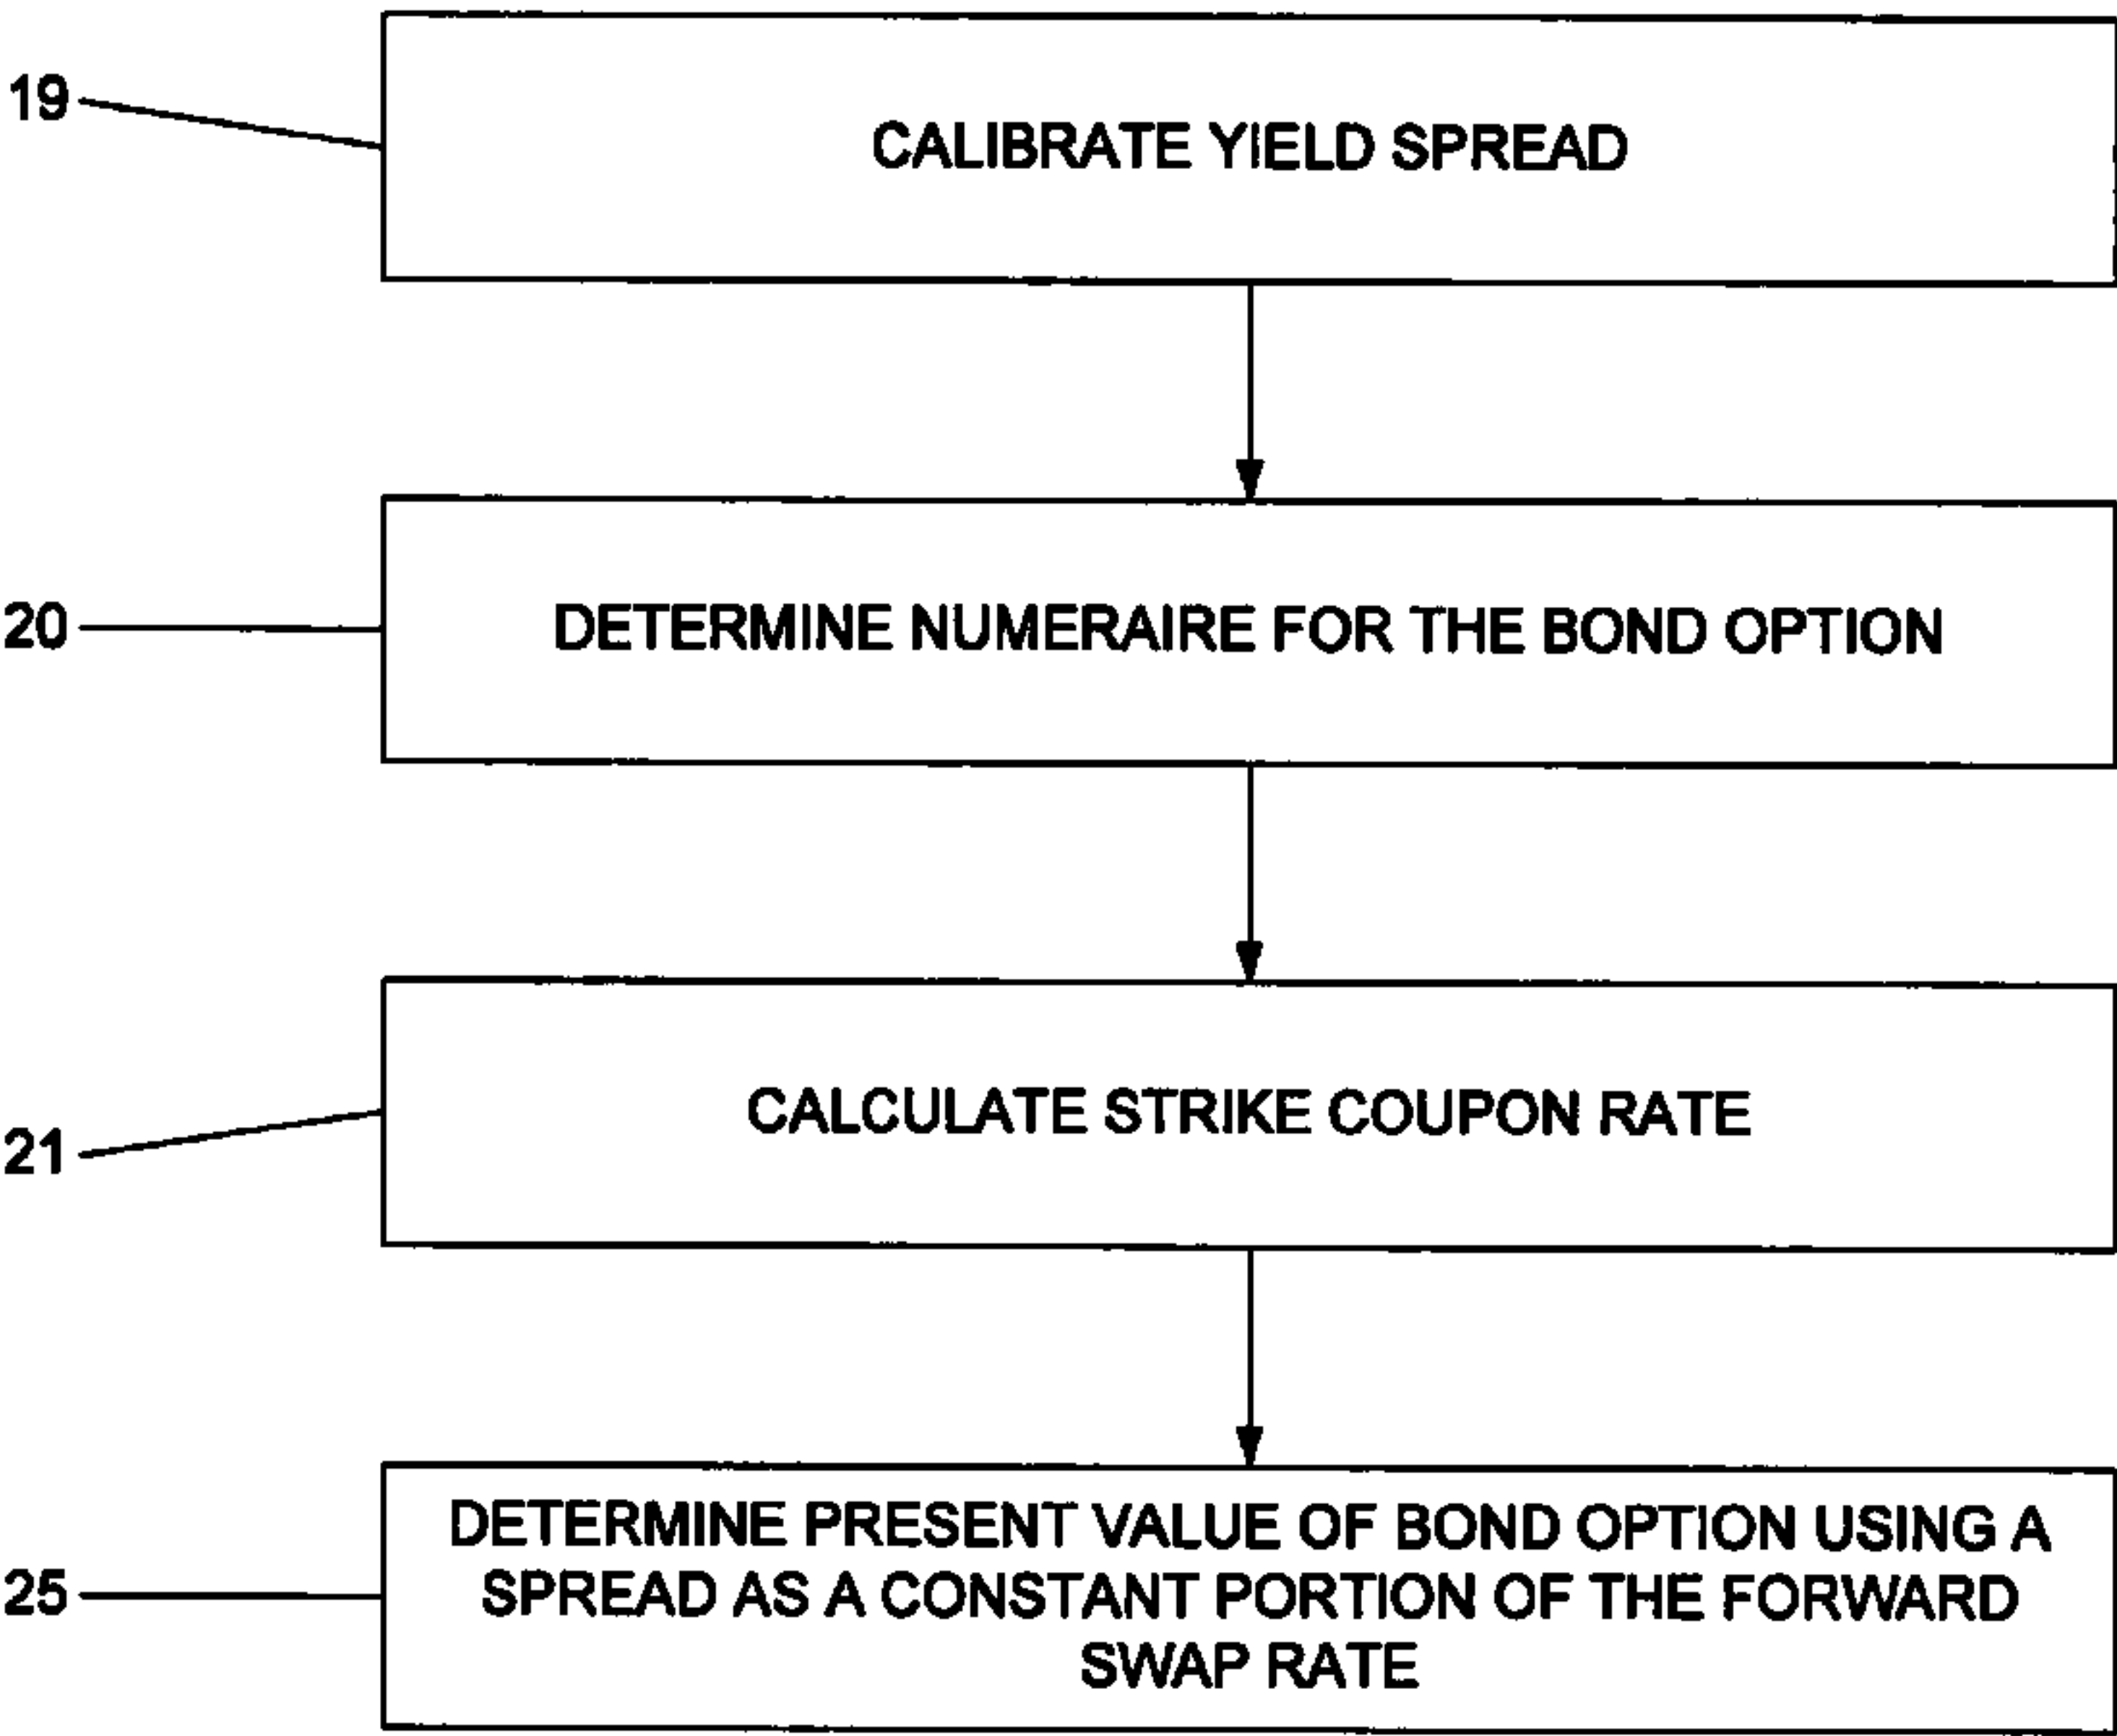 19
CALIBRATE YIELD SPREAD
20
DETERMINE NUMERAIRE FOR THE BOND OPTION
21
CALCULATE STRIKE COUPON RATE
25
DETERMINE PRESENT VALUE OF BOND OPTION USING A
SPREAD AS A CONSTANT PORTION OF THE FORWARD
SWAP RATE